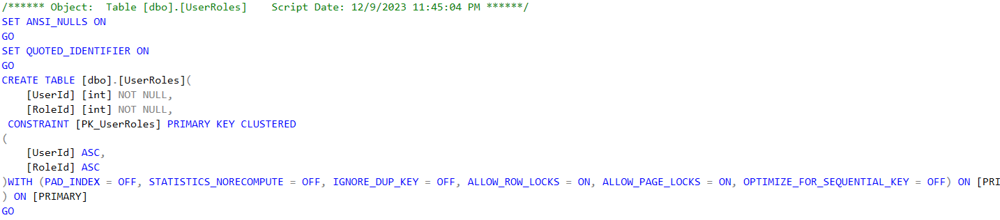 /****** Object:  Table [dbo].[UserRoles]    Script Date: 12/9/2023 11:45:04 PM ******/
SET ANSI_NULLS ON
GO
SET QUOTED_IDENTIFIER ON
GO
CREATE TABLE [dbo].[UserRoles](
    [UserId] [int] NOT NULL,
    [RoleId] [int] NOT NULL,
 CONSTRAINT [PK_UserRoles] PRIMARY KEY CLUSTERED
(
    [UserId] ASC,
    [RoleId] ASC
)WITH (PAD_INDEX = OFF, STATISTICS_NORECOMPUTE = OFF, IGNORE_DUP_KEY = OFF, ALLOW_ROW_LOCKS = ON, ALLOW_PAGE_LOCKS = ON, OPTIMIZE_FOR_SEQUENTIAL_KEY = OFF) ON [PRI
) ON [PRIMARY]
GO